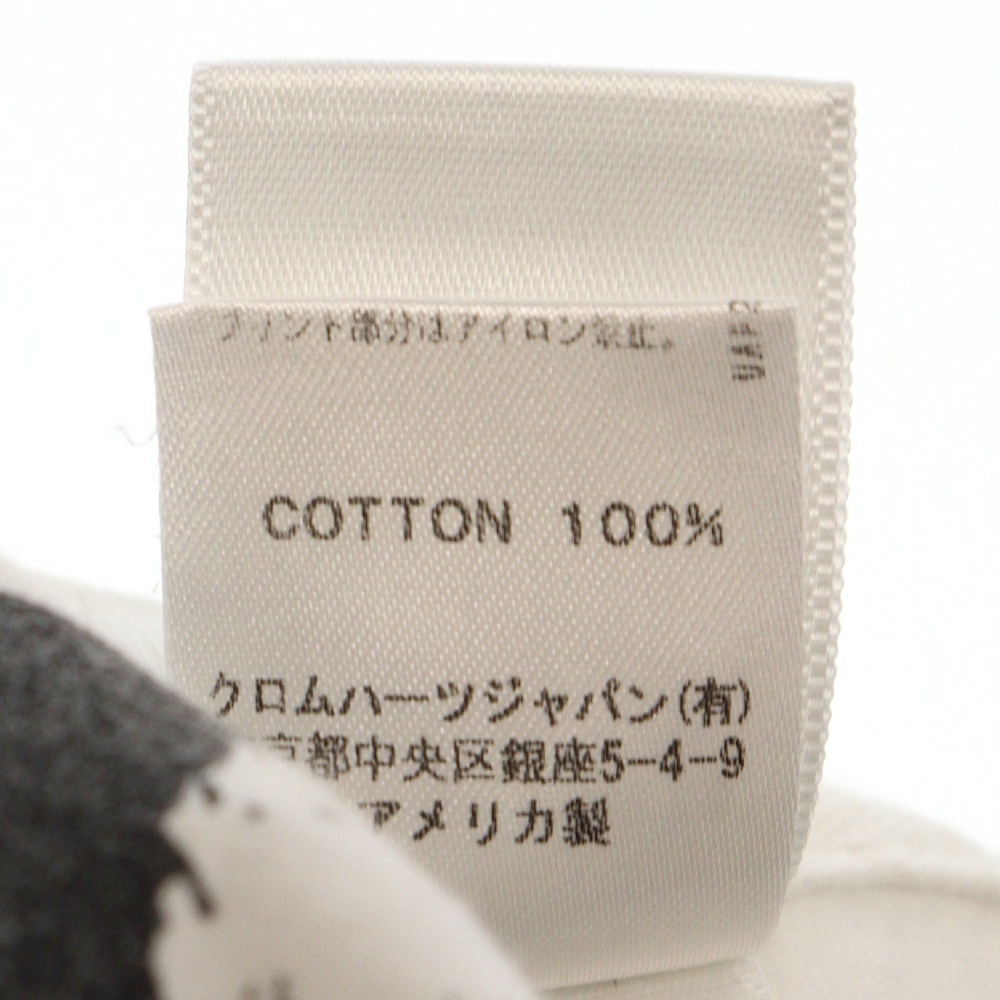 プリント部分はアイロン禁止。
COTTON 100%
クロムハーツジャパン(有)
京都中央区銀座5-4-9
アメリカ製